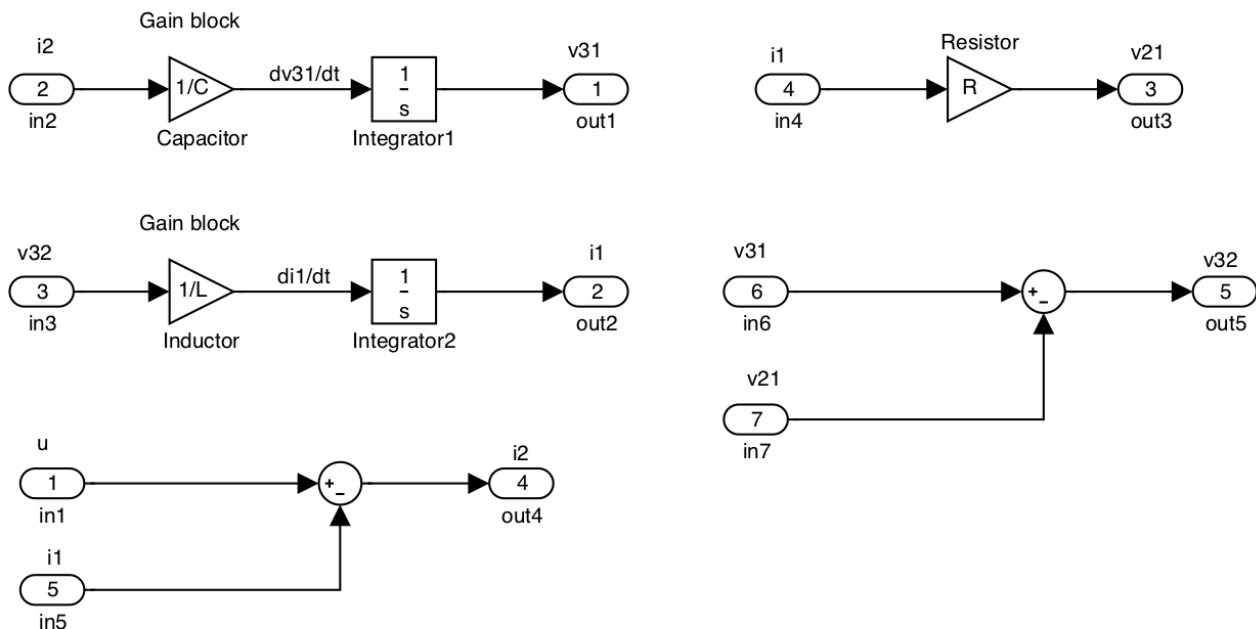 Gain block
i2
2
in2
1/C
Capacitor
dv31/dt
1
s
Integrator1
v31
1
out1
i1
4
in4
Resistor
R
v21
3
out3
Gain block
v32
3
in3
1/L
Inductor
di1/dt
1
s
Integrator2
i1
2
out2
v31
6
in6
+
−
v32
5
out5
v21
7
in7
u
1
in1
+
−
i2
4
out4
i1
5
in5